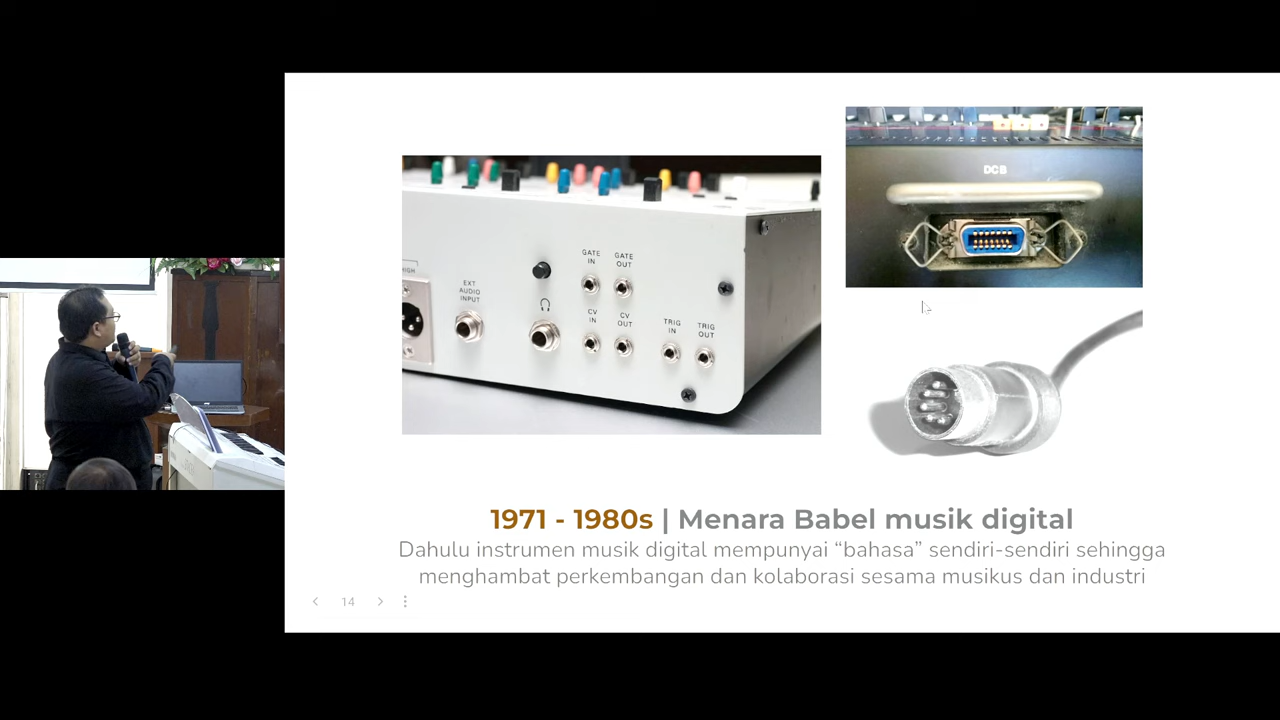 DCB
HIGH
EXT
AUDIO
INPUT
GATE
IN
GATE
OUT
CV
IN
CV
OUT
TRIG
IN
TRIG
OUT
1971 - 1980s | Menara Babel musik digital
Dahulu instrumen musik digital mempunyai “bahasa” sendiri-sendiri sehingga
menghambat perkembangan dan kolaborasi sesama musikus dan industri
14